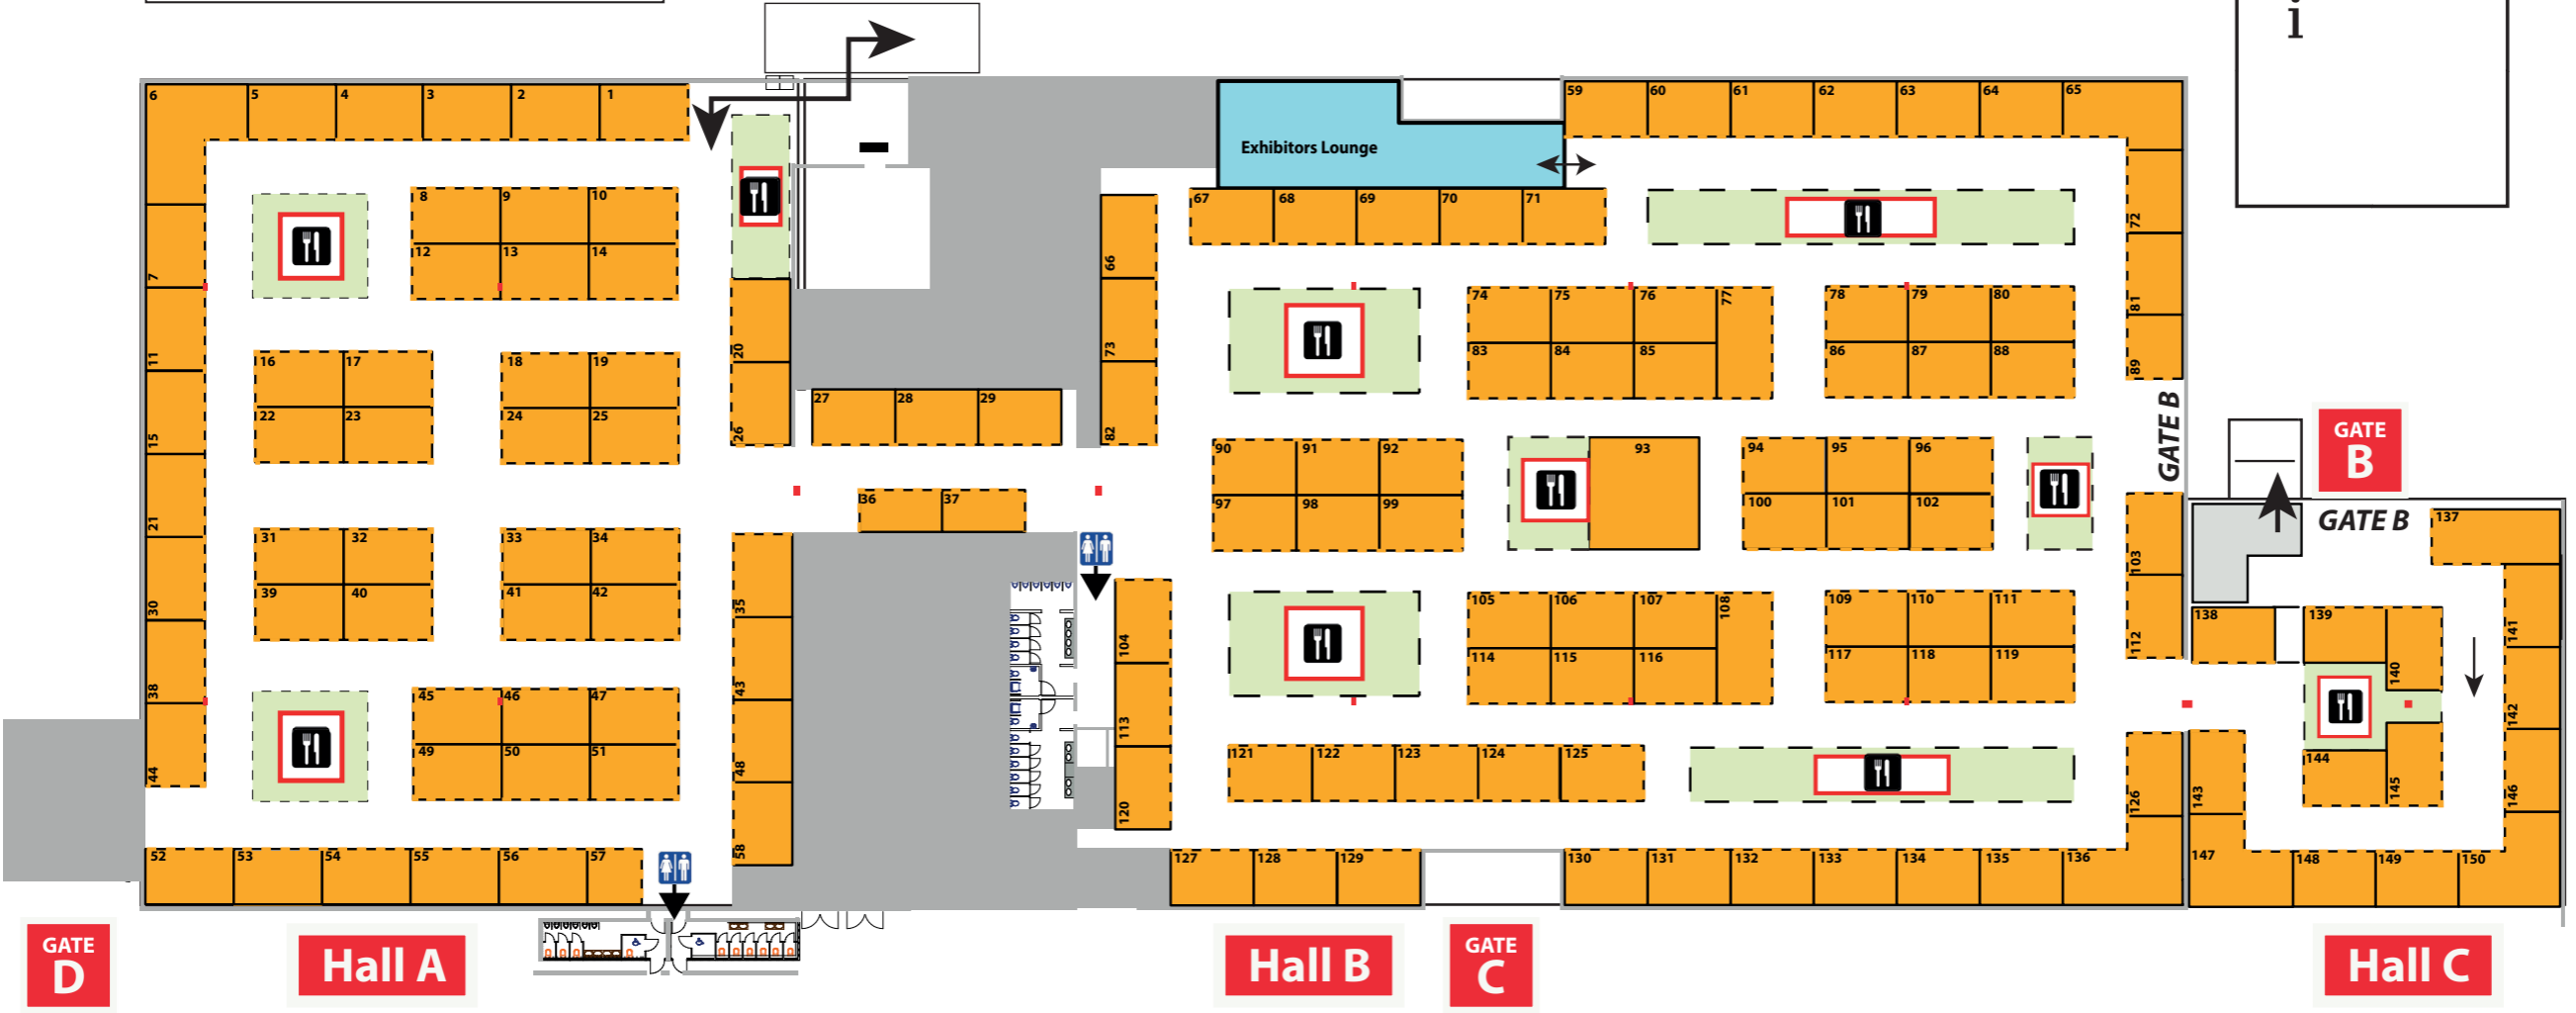 i
6 5 4 3 2 1
Exhibitors Lounge
59 60 61 62 63 64 65
8 9 10
67 68 69 70 71
72
12 13 14
66
7
74 75 76 77 78 79 80
81
11
16 17 18 19
20
73
83 84 85 86 87 88
89
27 28 29
22 23 24 25
26
82
15
GATE B
GATE
B
90 91 92 93 94 95 96
36 37
97 98 99 100 101 102
21
GATE B
137
31 32 33 34
103
39 40 41 42
30
35
105 106 107 108 109 110 111
104
112
138 139
141
114 115 116 117 118 119
140
38
43
45 46 47
113
142
49 50 51
121 122 123 124 125
144
44
48
120
126
143
145
146
52 53 54 55 56 57
58
127 128 129
130 131 132 133 134 135 136
147 148 149 150
GATE
D
Hall A
Hall B
GATE
C
Hall C